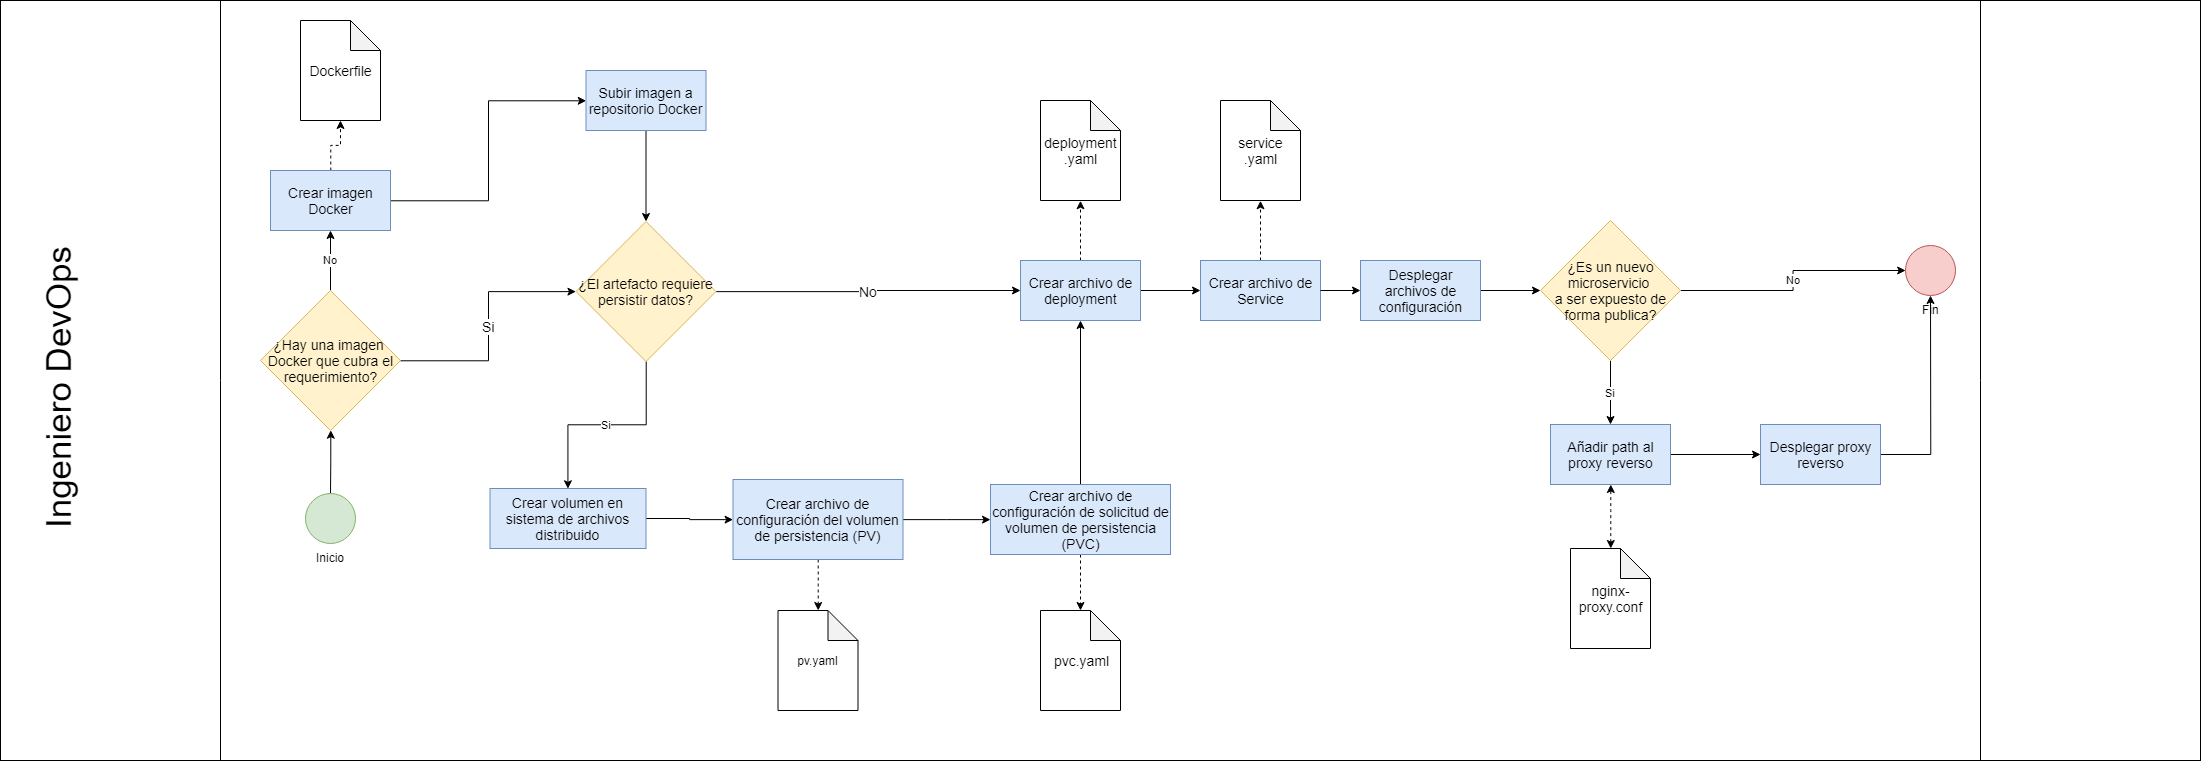 Ingeniero DevOps
Dockerfile
Crear imagen
Docker
No
¿Hay una imagen
Docker que cubra el
requerimiento?
Inicio
Si
Subir imagen a
repositorio Docker
¿El artefacto requiere
persistir datos?
No
Si
Crear volumen en
sistema de archivos
distribuido
Crear archivo de
configuración del volumen
de persistencia (PV)
pv.yaml
Crear archivo de
configuración de solicitud de
volumen de persistencia
(PVC)
pvc.yaml
deployment
.yaml
Crear archivo de
deployment
service
.yaml
Crear archivo de
Service
Desplegar
archivos de
configuración
¿Es un nuevo
microservicio
a ser expuesto de
forma publica?
No
Si
Añadir path al
proxy reverso
nginx-
proxy.conf
Desplegar proxy
reverso
Fin